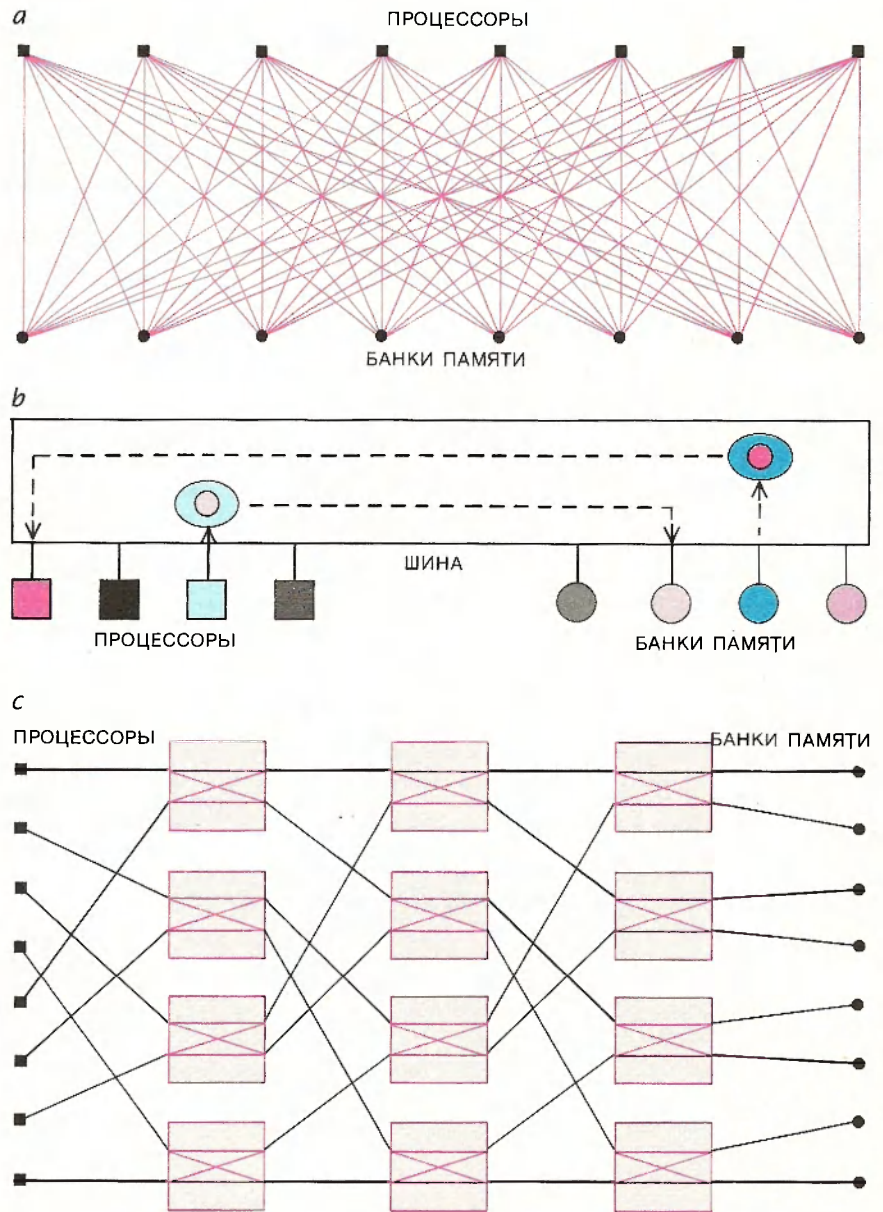 a
ПРОЦЕССОРЫ
БАНКИ ПАМЯТИ
b
ШИНА
ПРОЦЕССОРЫ
БАНКИ ПАМЯТИ
c
ПРОЦЕССОРЫ
БАНКИ ПАМЯТИ